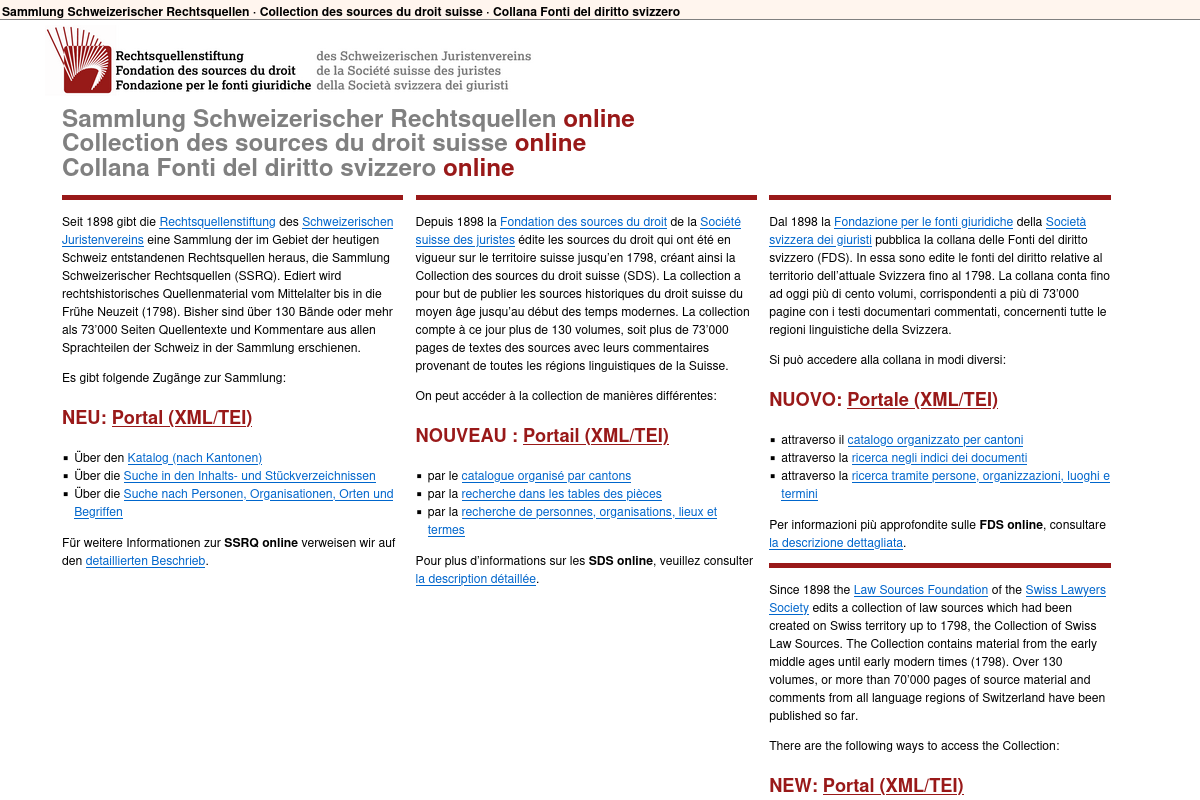 Sammlung Schweizerischer Rechtsquellen · Collection des sources du droit suisse · Collana Fonti del diritto svizzero
Rechtsquellenstiftung des Schweizerischen Juristenvereins
Fondation des sources du droit de la Société suisse des juristes
Fondazione per le fonti giuridiche della Società svizzera dei giuristi
Sammlung Schweizerischer Rechtsquellen online
Collection des sources du droit suisse online
Collana Fonti del diritto svizzero online
Seit 1898 gibt die Rechtsquellenstiftung des Schweizerischen
Juristenvereins eine Sammlung der im Gebiet der heutigen
Schweiz entstandenen Rechtsquellen heraus, die Sammlung
Schweizerischer Rechtsquellen (SSRQ). Ediert wird
rechtshistorisches Quellenmaterial vom Mittelalter bis in die
Frühe Neuzeit (1798). Bisher sind über 130 Bände oder mehr
als 73’000 Seiten Quellentexte und Kommentare aus allen
Sprachteilen der Schweiz in der Sammlung erschienen.
Es gibt folgende Zugänge zur Sammlung:
NEU: Portal (XML/TEI)
▪ Über den Katalog (nach Kantonen)
▪ Über die Suche in den Inhalts- und Stückverzeichnissen
▪ Über die Suche nach Personen, Organisationen, Orten und
Begriffen
Für weitere Informationen zur SSRQ online verweisen wir auf
den detaillierten Beschrieb.
Depuis 1898 la Fondation des sources du droit de la Société
suisse des juristes édite les sources du droit qui ont été en
vigueur sur le territoire suisse jusqu’en 1798, créant ainsi la
Collection des sources du droit suisse (SDS). La collection a
pour but de publier les sources historiques du droit suisse du
moyen âge jusqu’au début des temps modernes. La collection
compte à ce jour plus de 130 volumes, soit plus de 73’000
pages de textes des sources avec leurs commentaires
provenant de toutes les régions linguistiques de la Suisse.
On peut accéder à la collection de manières différentes:
NOUVEAU : Portail (XML/TEI)
▪ par le catalogue organisé par cantons
▪ par la recherche dans les tables des pièces
▪ par la recherche de personnes, organisations, lieux et
termes
Pour plus d’informations sur les SDS online, veuillez consulter
la description détaillée.
Dal 1898 la Fondazione per le fonti giuridiche della Società
svizzera dei giuristi pubblica la collana delle Fonti del diritto
svizzero (FDS). In essa sono edite le fonti del diritto relative al
territorio dell’attuale Svizzera fino al 1798. La collana conta fino
ad oggi più di cento volumi, corrispondenti a più di 73’000
pagine con i testi documentari commentati, concernenti tutte le
regioni linguistiche della Svizzera.
Si può accedere alla collana in modi diversi:
NUOVO: Portale (XML/TEI)
▪ attraverso il catalogo organizzato per cantoni
▪ attraverso la ricerca negli indici dei documenti
▪ attraverso la ricerca tramite persone, organizzazioni, luoghi e
termini
Per informazioni più approfondite sulle FDS online, consultare
la descrizione dettagliata.
Since 1898 the Law Sources Foundation of the Swiss Lawyers
Society edits a collection of law sources which had been
created on Swiss territory up to 1798, the Collection of Swiss
Law Sources. The Collection contains material from the early
middle ages until early modern times (1798). Over 130
volumes, or more than 70’000 pages of source material and
comments from all language regions of Switzerland have been
published so far.
There are the following ways to access the Collection:
NEW: Portal (XML/TEI)